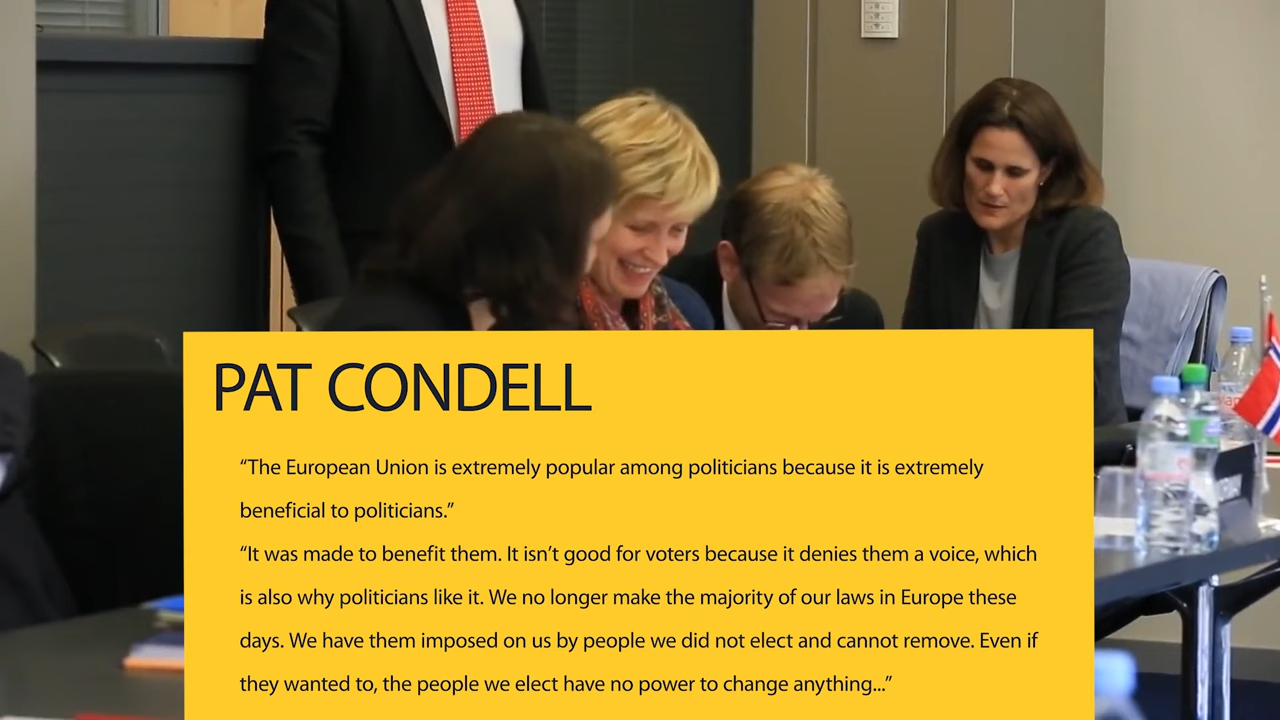 PAT CONDELL
“The European Union is extremely popular among politicians because it is extremely
beneficial to politicians.”
“It was made to benefit them. It isn’t good for voters because it denies them a voice, which
is also why politicians like it. We no longer make the majority of our laws in Europe these
days. We have them imposed on us by people we did not elect and cannot remove. Even if
they wanted to, the people we elect have no power to change anything...”